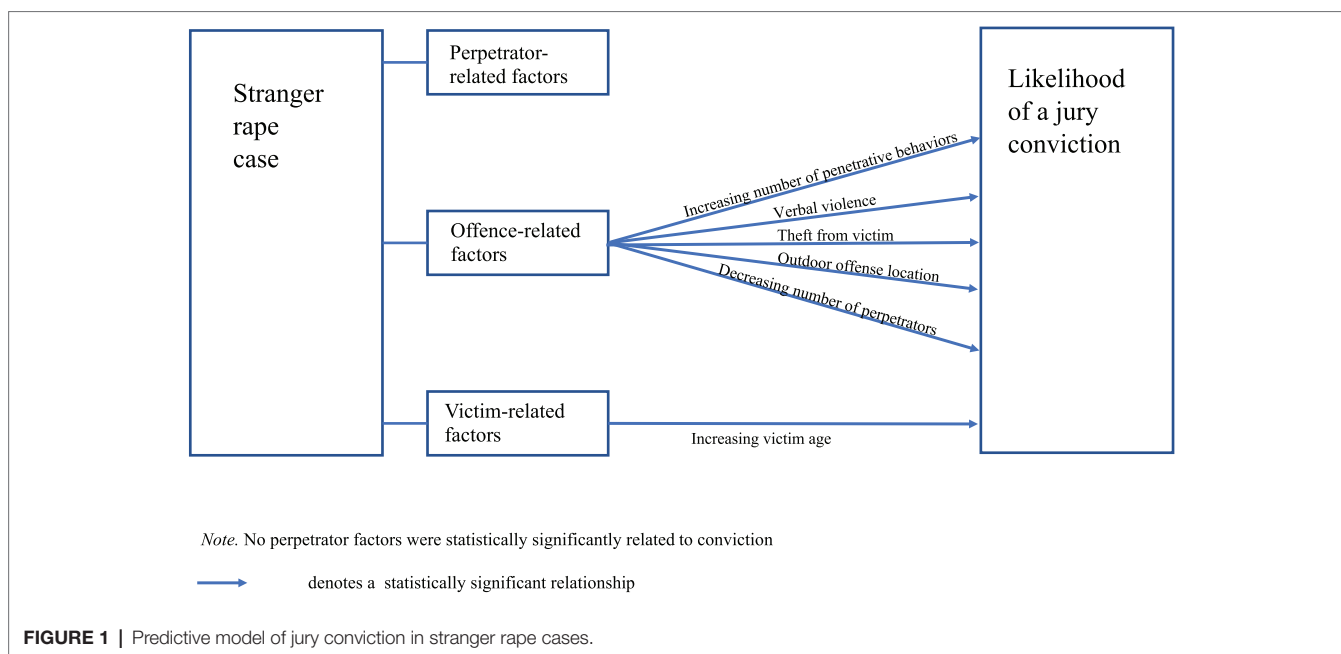 Stranger
rape
case
Perpetrator-
related factors
Offence-related
factors
Victim-related
factors
Increasing number of penetrative behaviors
Verbal violence
Theft from victim
Outdoor offense location
Decreasing number of perpetrators
Increasing victim age
Likelihood
of a jury
conviction
Note. No perpetrator factors were statistically significantly related to conviction
denotes a statistically significant relationship
FIGURE 1 | Predictive model of jury conviction in stranger rape cases.